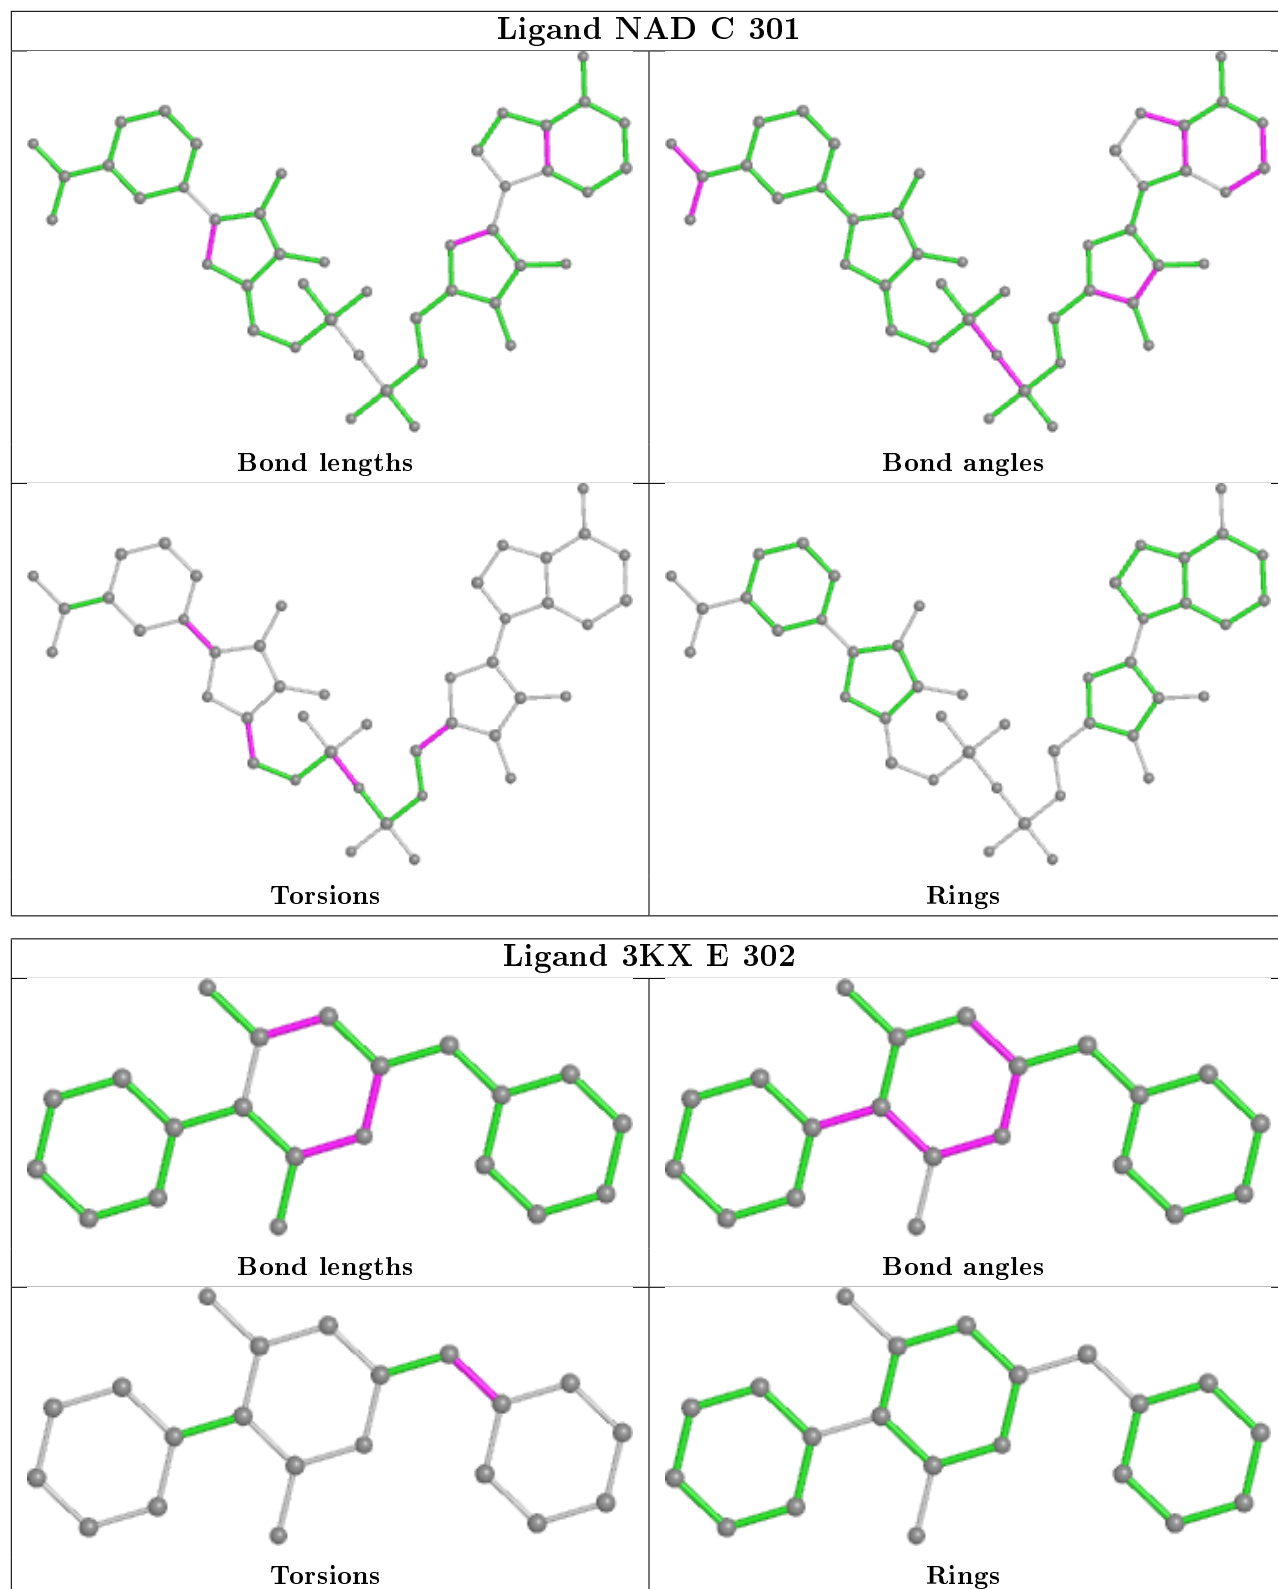 Ligand NAD C 301
Bond lengths
Bond angles
Torsions
Rings
Ligand 3KX E 302
Bond lengths
Bond angles
Torsions
Rings